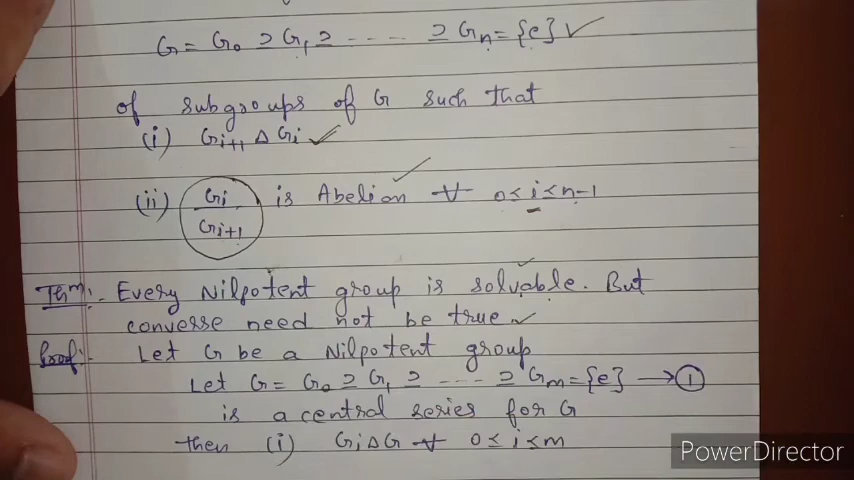 G = G₀ ⊇ G₁ ⊇ ---- ⊇ Gₙ = {e} ✓
of subgroups of G such that
(i) Gᵢ₊₁ Δ Gᵢ ✓
(ii) Gᵢ/Gᵢ₊₁ is Abelian ∀ 0 ≤ i ≤ n-1
Thm:- Every Nilpotent group is solvable. But
converse need not be true
Proof:- Let G be a Nilpotent group
Let G = G₀ ⊇ G₁ ⊇ ---- ⊇ Gₘ = {e} → ①
is a central series for G
then (i) Gᵢ Δ G ∀ 0 ≤ i ≤ m
PowerDirector